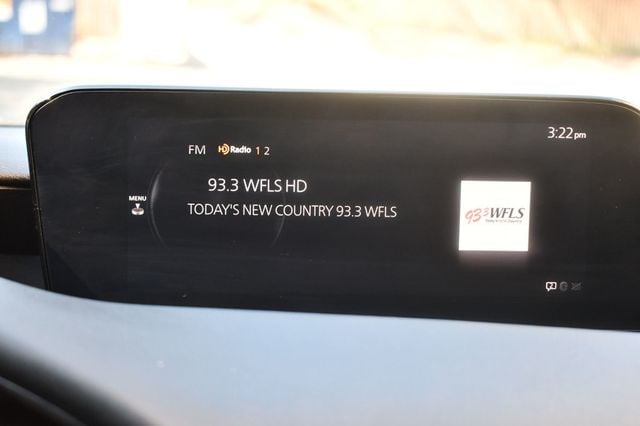 3:22pm
FM HD Radio 1 2
93.3 WFLS HD
MENU
TODAY'S NEW COUNTRY 93.3 WFLS
93.3 WFLS